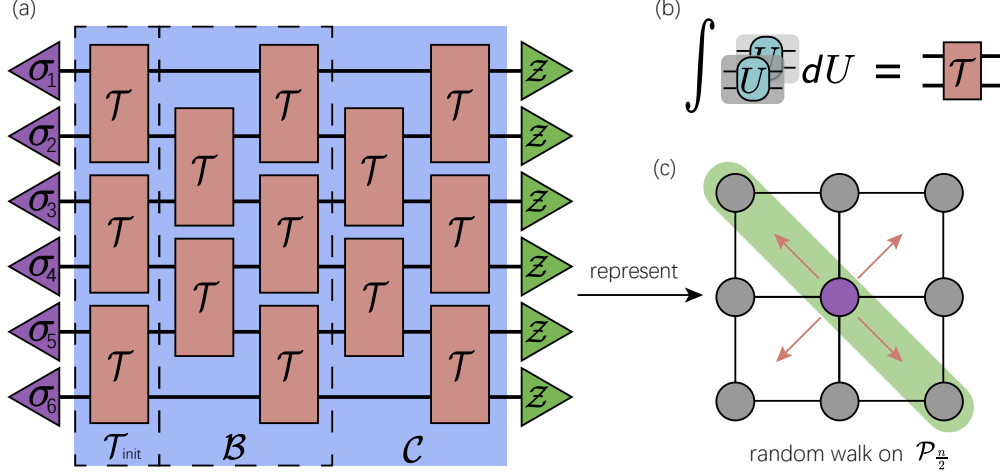 (a)
σ1 𝒯 𝒯 𝒯 𝒵
σ2 𝒯 𝒯 𝒵
σ3 𝒯 𝒯 𝒯 𝒵
σ4 𝒯 𝒯 𝒵
σ5 𝒯 𝒯 𝒯 𝒵
σ6 𝒵
𝒯init ℬ 𝒞
(b)
∫ U U dU = 𝒯
(c)
represent
random walk on 𝒫n/2